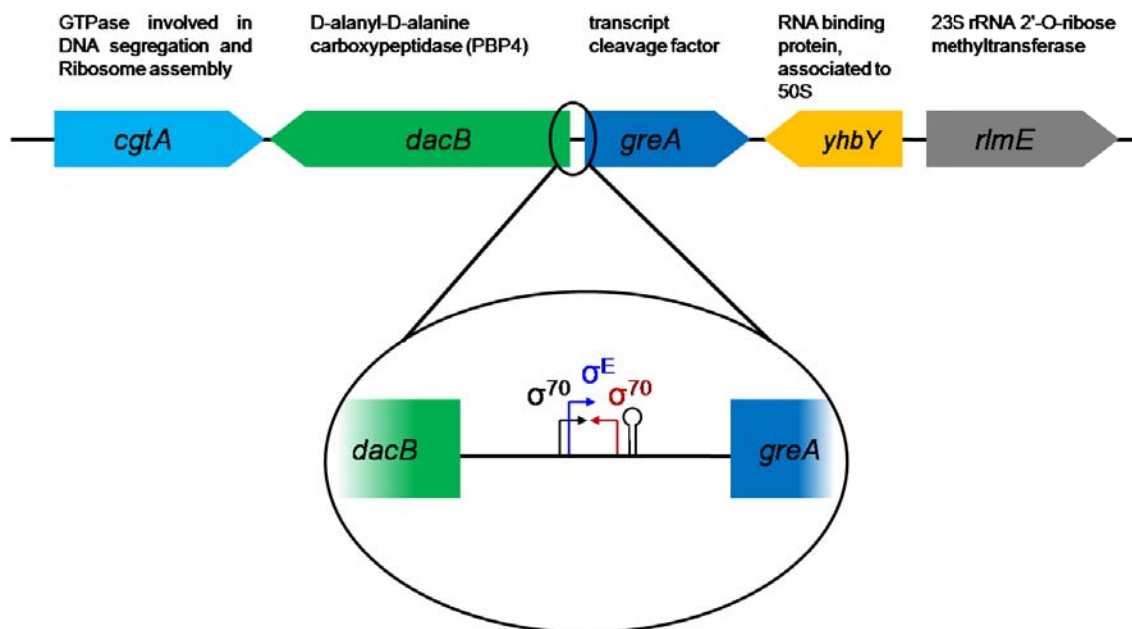 GTPase involved in
DNA segregation and
Ribosome assembly
D-alanyl-D-alanine
carboxypeptidase (PBP4)
transcript
cleavage factor
RNA binding
protein,
associated to
50S
23S rRNA 2'-O-ribose
methyltransferase
cgtA
dacB
greA
yhbY
rlmE
σE
σ70
σ70
dacB
greA